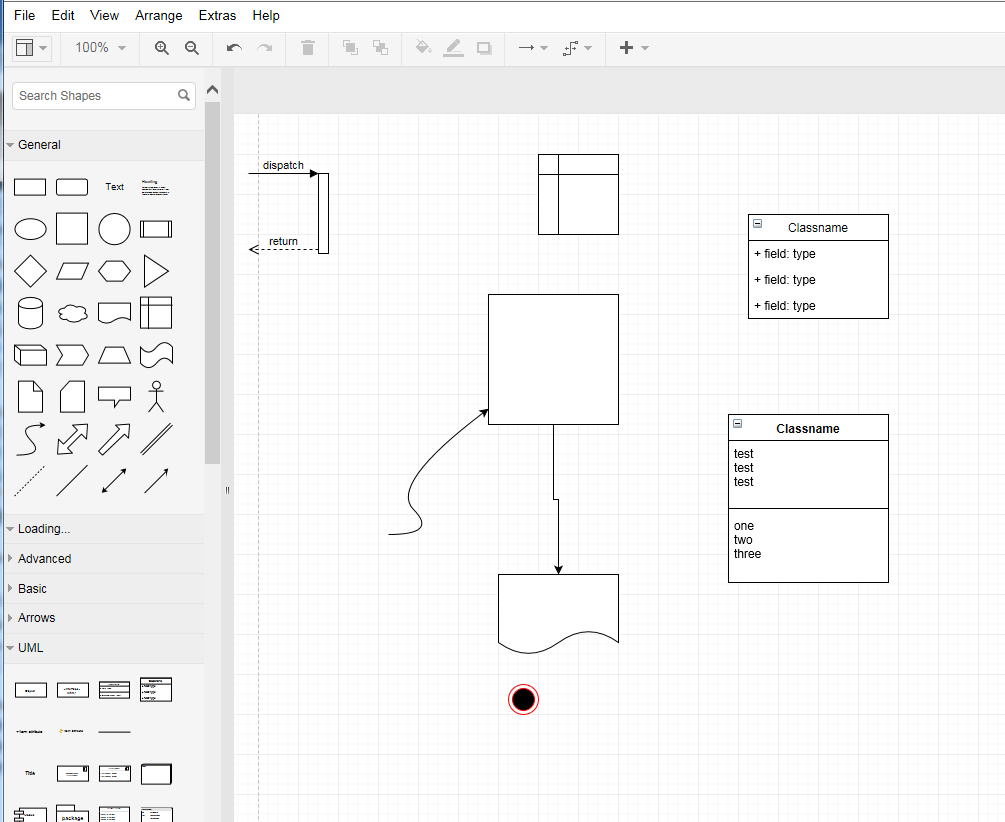 File Edit View Arrange Extras Help
100%
Search Shapes
General
Text
Heading
Loading...
Advanced
Basic
Arrows
UML
Title
package
dispatch
return
Classname
+ field: type
+ field: type
+ field: type
Classname
test
test
test
one
two
three